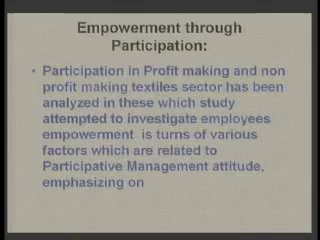 Empowerment through
Participation:
• Participation in Profit making and non
profit making textiles sector has been
analyzed in these which study
attempted to investigate employees
empowerment is turns of various
factors which are related to
Participative Management attitude,
emphasizing on